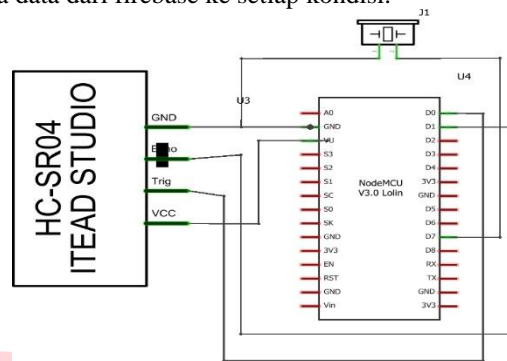 a data dari firebase ke setiap kondisi.
J1
U4
U3
HC-SR04
ITEAD STUDIO
GND
Trig
VCC
NodeMCU
V3.0 Lolin
A0
GND
VU
S3
S2
S1
SC
S0
SK
GND
3V3
EN
RST
GND
Vin
D0
D1
D2
D3
D4
3V3
GND
D5
D6
D7
D8
RX
TX
GND
3V3